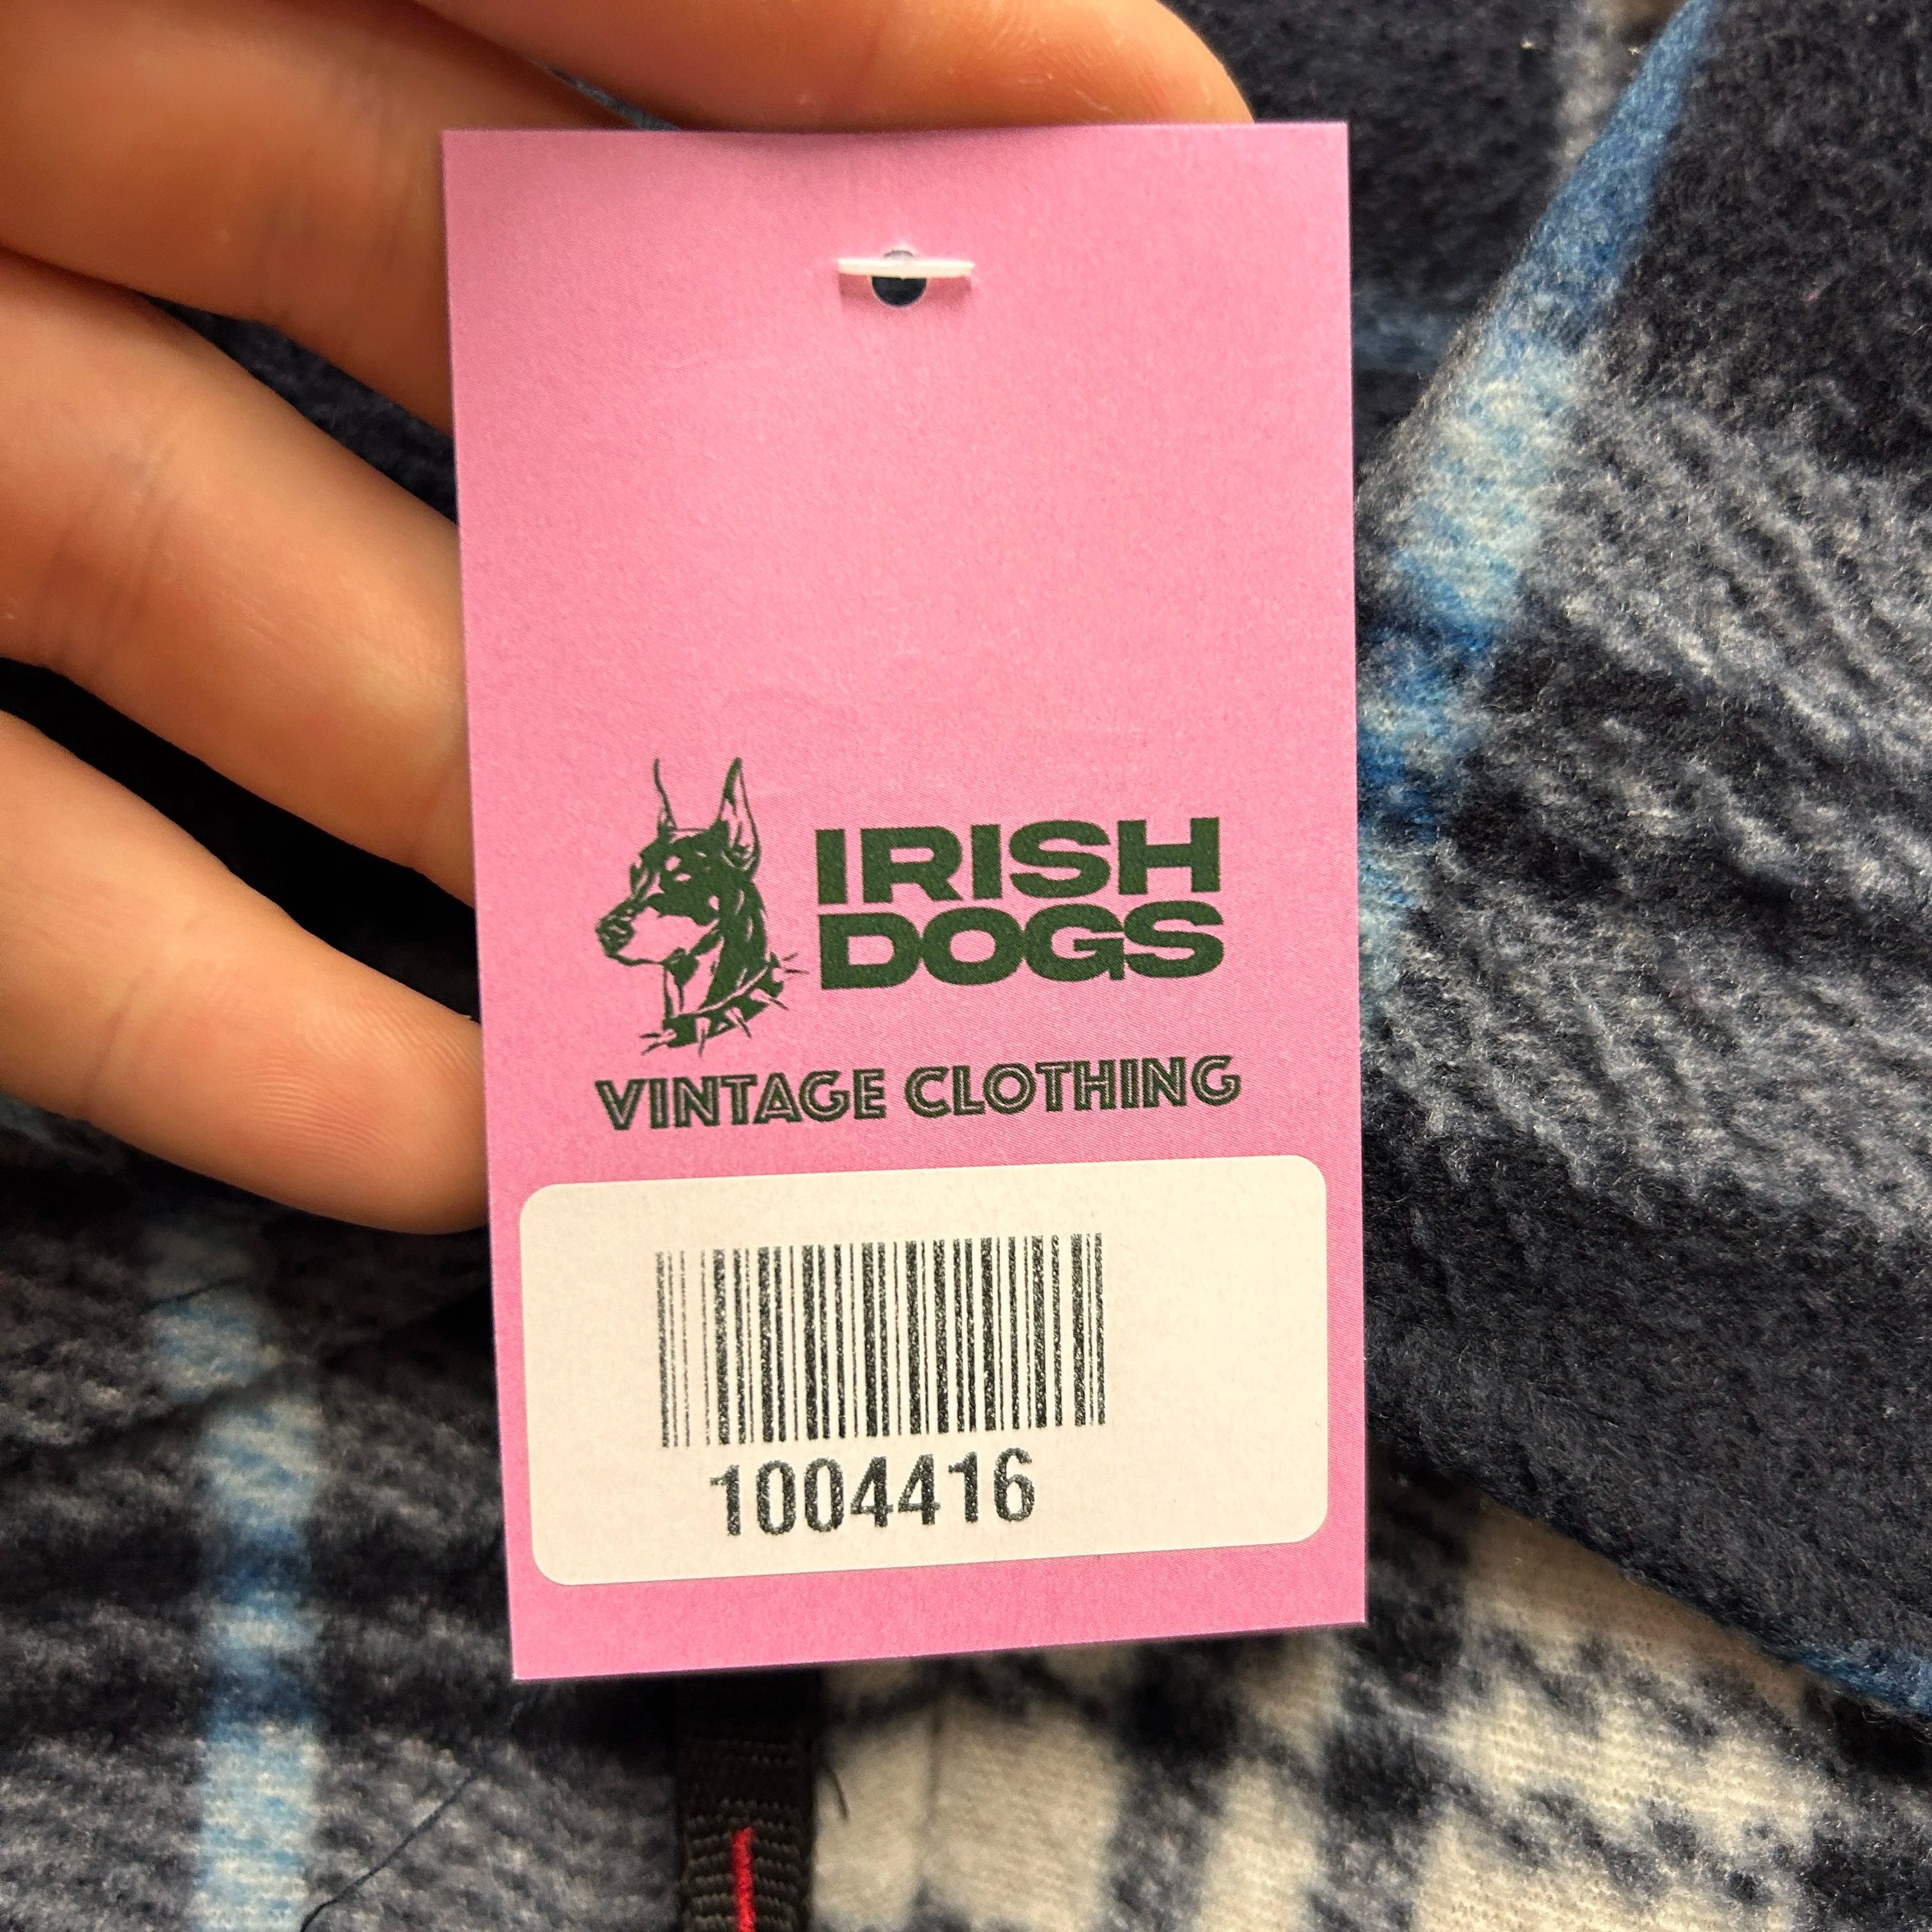 IRISH
DOGS
VINTAGE CLOTHING
1004416